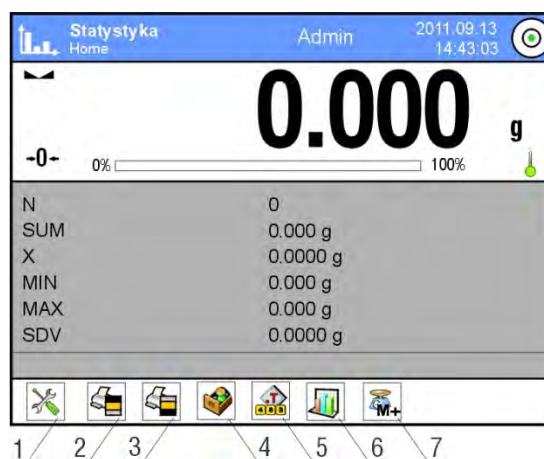 Statystyka Admin 2011.09.13
Home 14:43:03
0.000 g
→0← 0% 100%
N 0
SUM 0.000 g
X 0.0000 g
MIN 0.000 g
MAX 0.000 g
SDV 0.0000 g
T M+
1 2 3 4 5 6 7